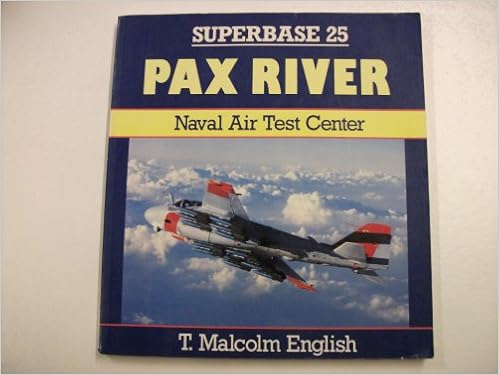 SUPERBASE 25
PAX RIVER
Naval Air Test Center
T. Malcolm English